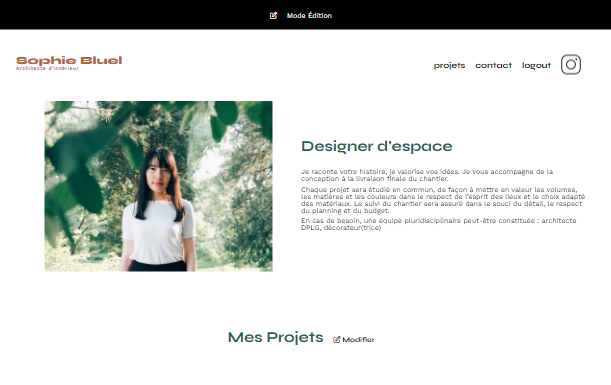 Mode Édition
Sophie Bluel
Architecte d'intérieur
projets contact logout
Designer d'espace
Je raconte votre histoire, je valorise vos idées. Je vous accompagne de la
conception à la livraison finale du chantier.
Chaque projet sera étudié en commun, de façon à mettre en valeur les volumes,
les matières et les couleurs dans le respect de l'esprit des lieux et le choix adapté
des matériaux. Le suivi du chantier sera assuré dans le souci du détail, le respect
du planning et du budget.
En cas de besoin, une équipe pluridisciplinaire peut-être constituée : architecte
DPLG, décorateur(trice)
Mes Projets Modifier